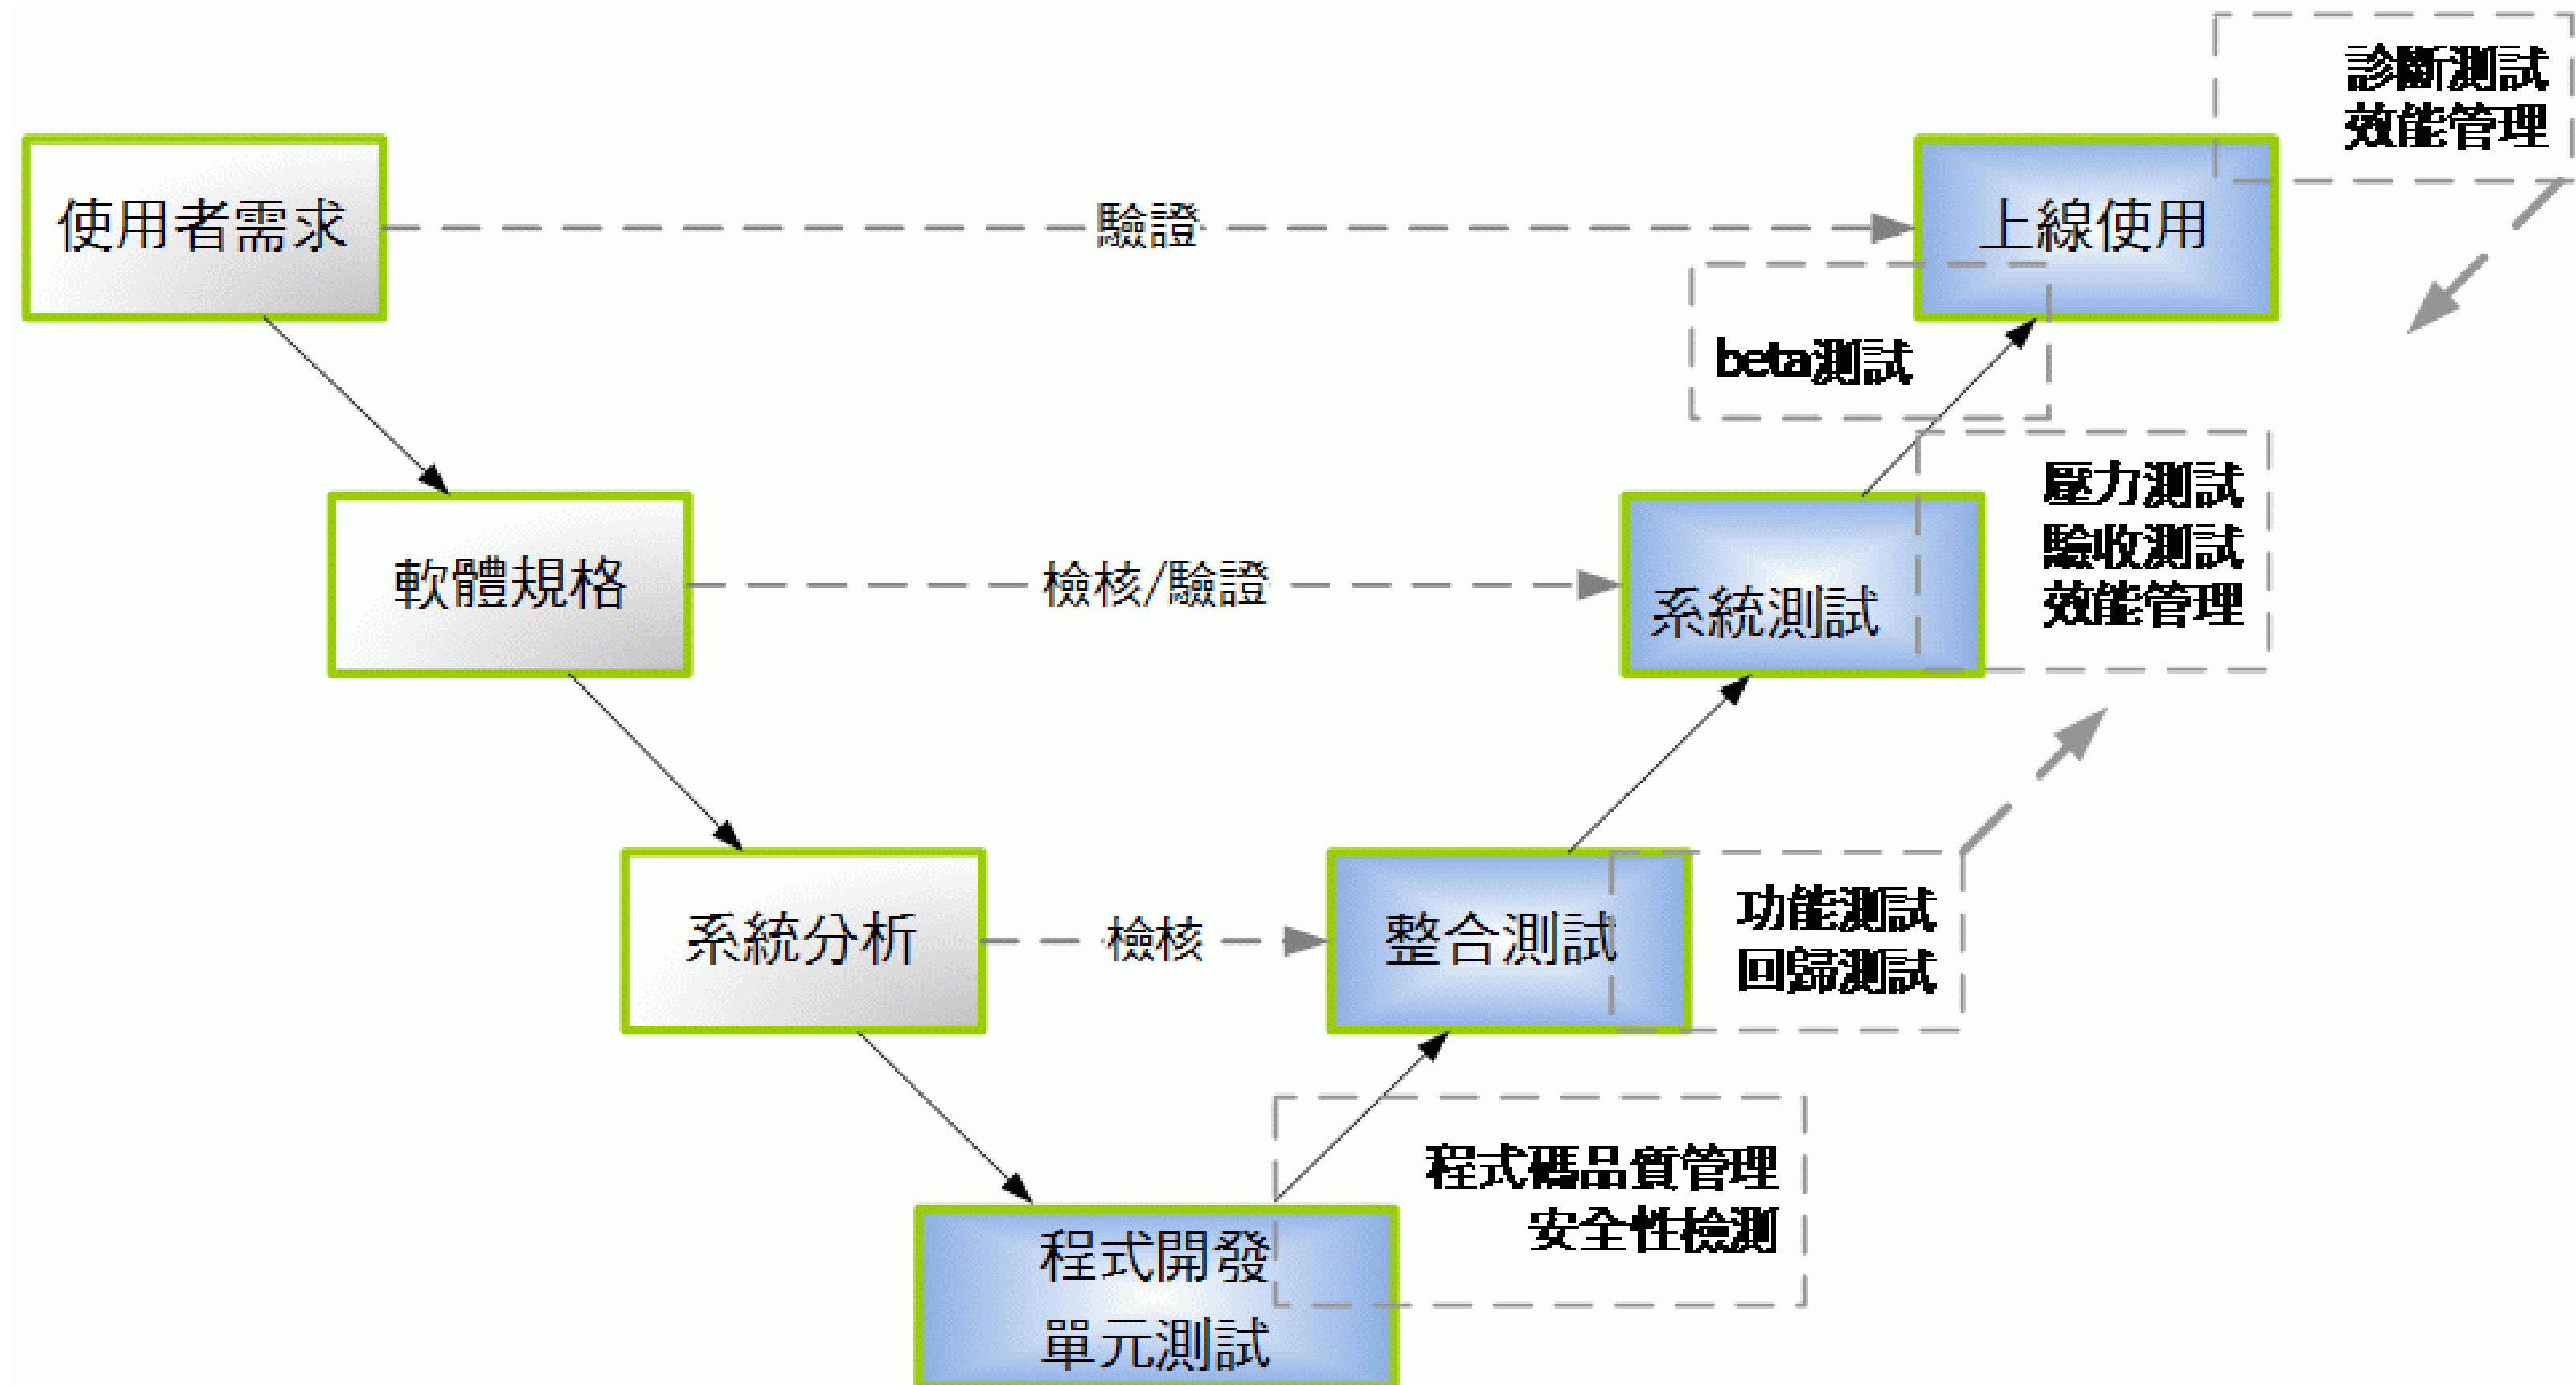 診斷測試
效能管理
使用者需求
驗證
上線使用
beta測試
軟體規格
檢核/驗證
系統測試
壓力測試
驗收測試
效能管理
系統分析
檢核
整合測試
功能測試
回歸測試
程式碼品質管理
安全性檢測
程式開發
單元測試